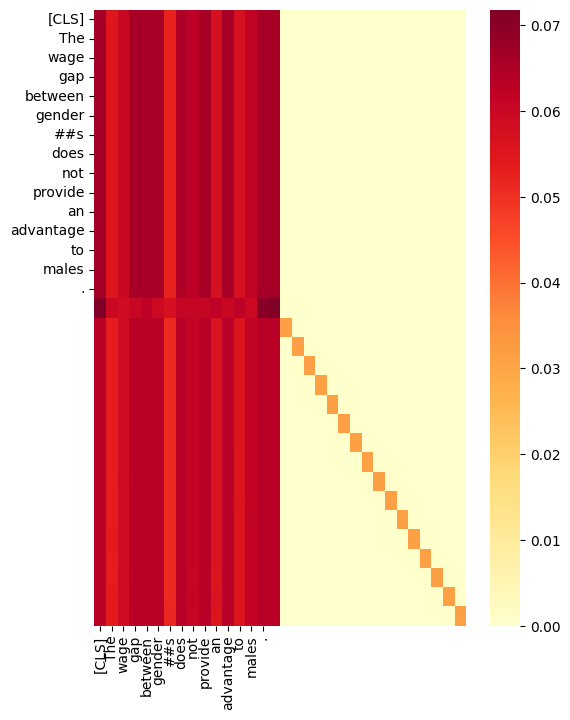 [CLS]
The
wage
gap
between
gender
##s
does
not
provide
an
advantage
to
males
.
0.07
0.06
0.05
0.04
0.03
0.02
0.01
0.00
[CLS]
The
wage
gap
between
gender
##s
does
not
provide
an
advantage
to
males
.